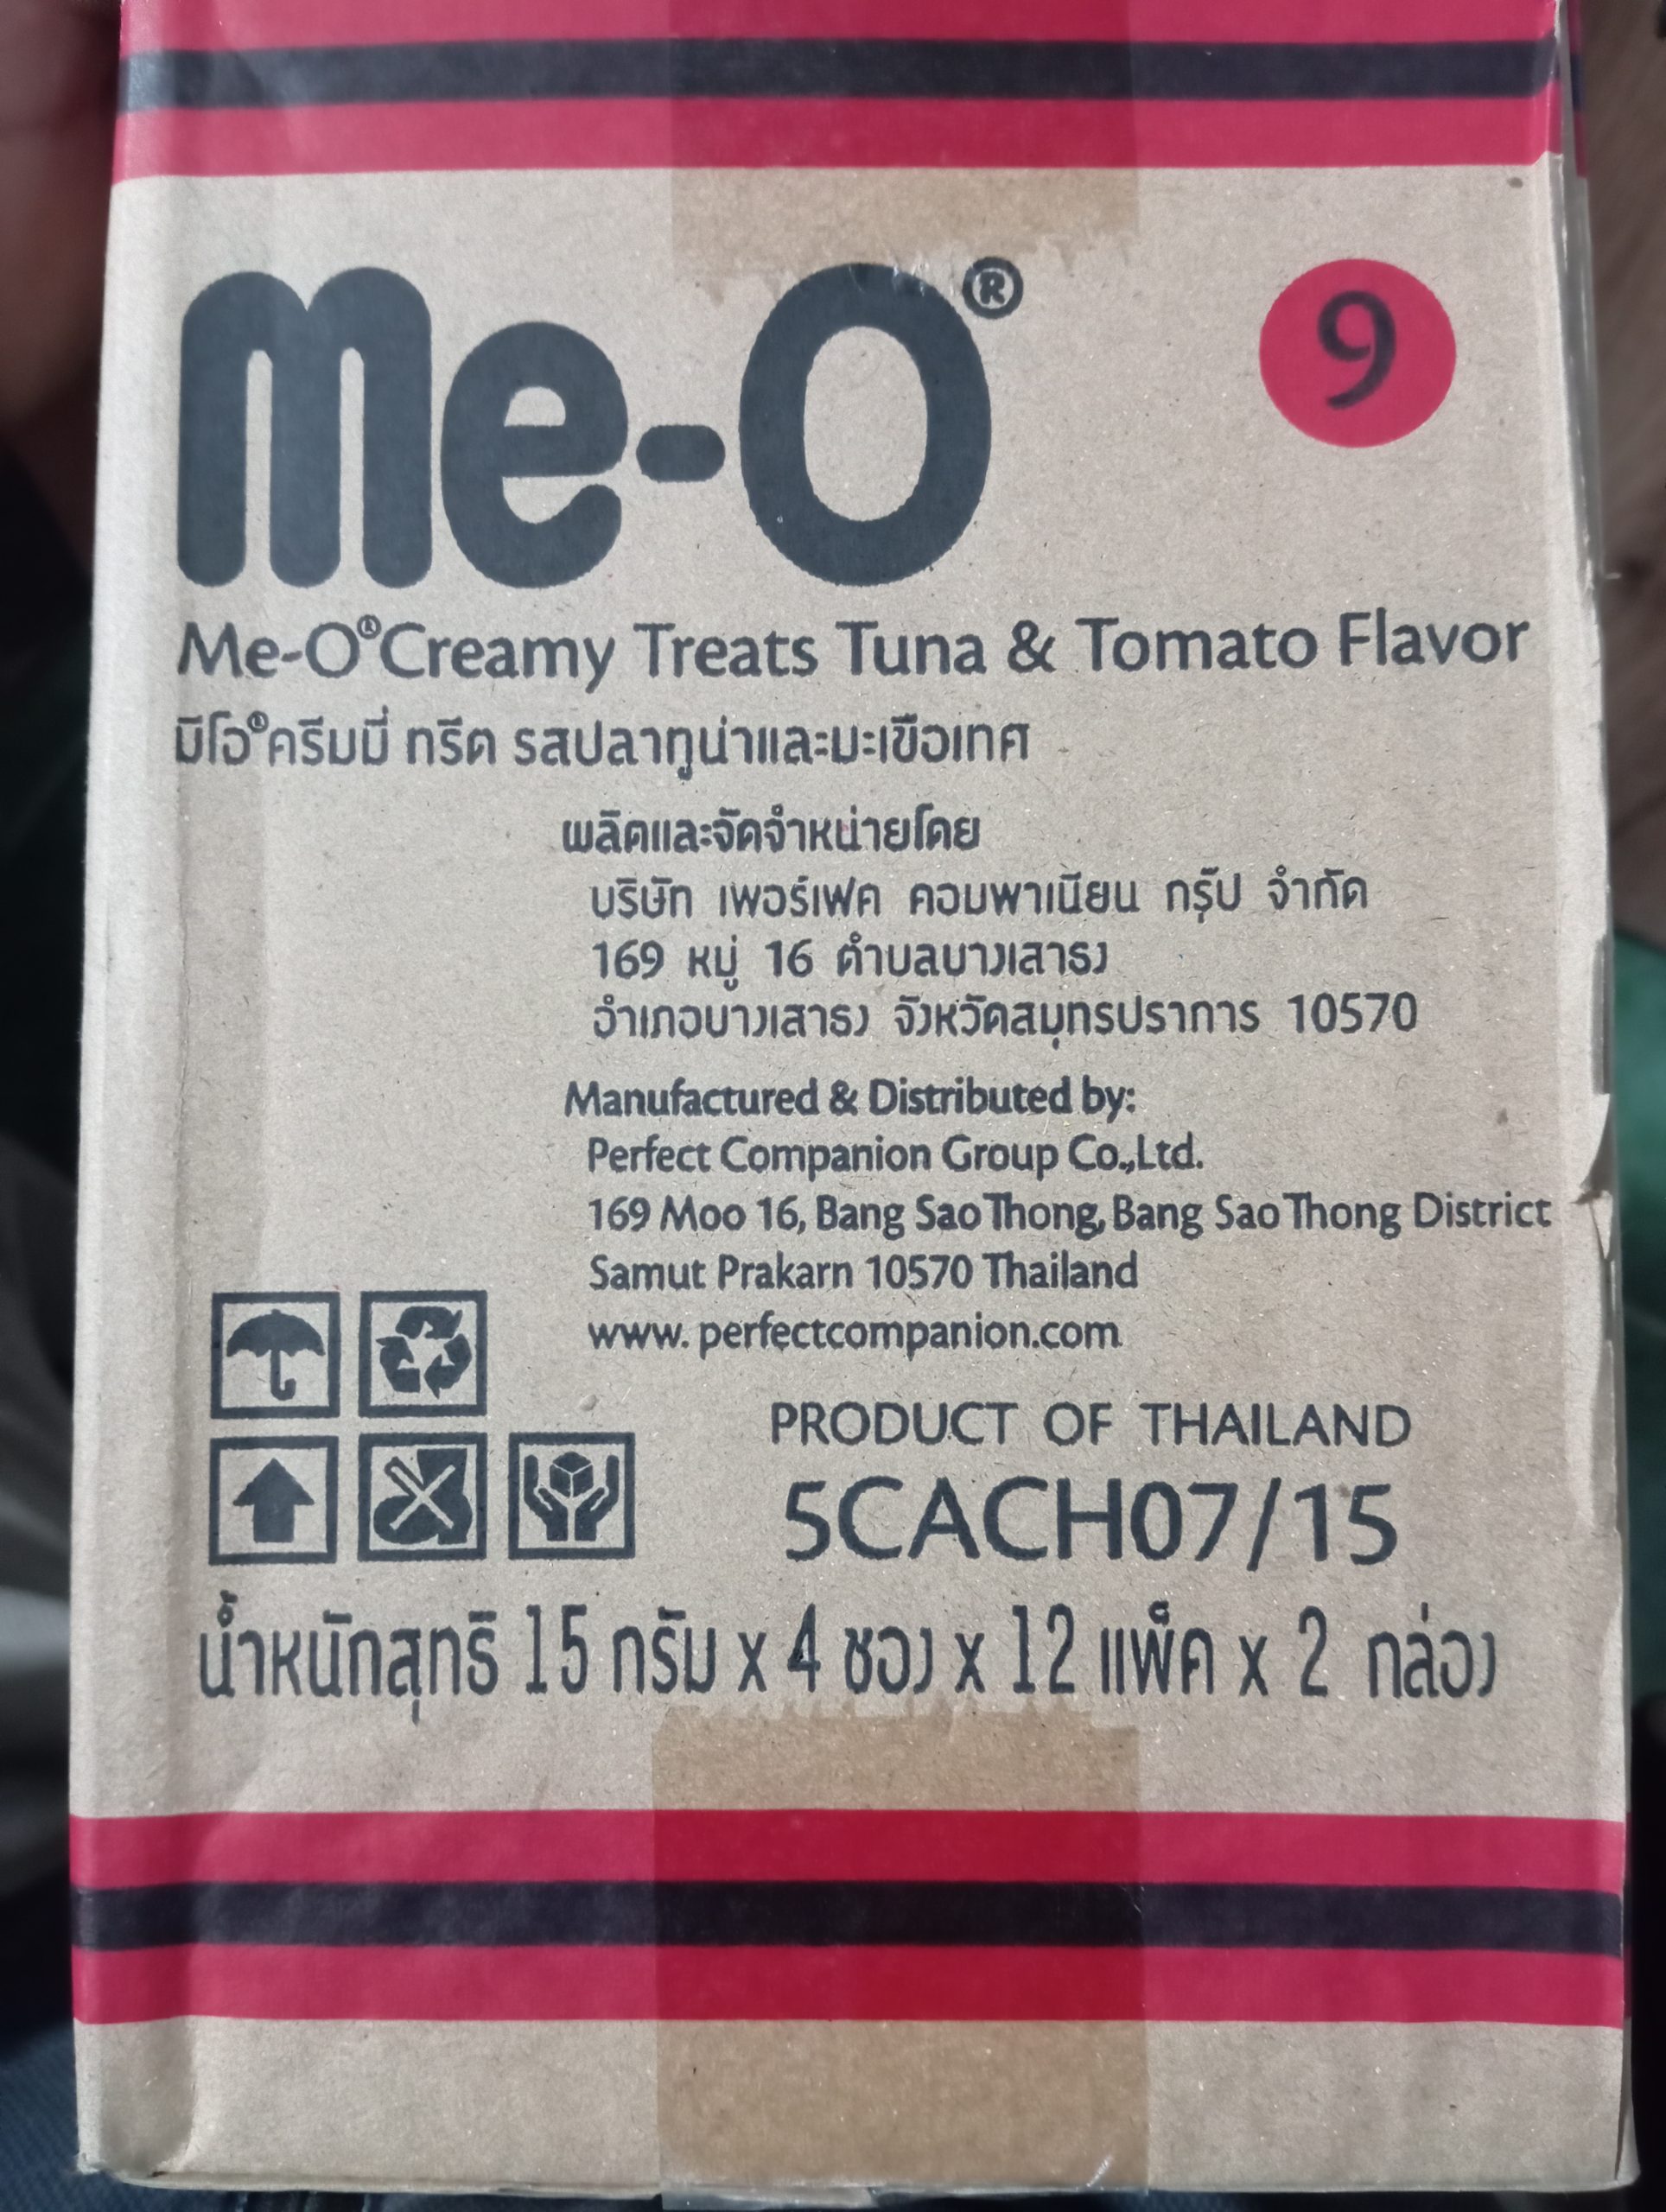 Me-O®
9
Me-O®Creamy Treats Tuna & Tomato Flavor
มีโอ®ครีมมี่ ทรีต รสปลาทูน่าและมะเขือเทศ
ผลิตและจัดจำหน่ายโดย
บริษัท เพอร์เฟค คอมพาเนียน กรุ๊ป จำกัด
169 หมู่ 16 ตำบลบางเสาธง
อำเภอบางเสาธง จังหวัดสมุทรปราการ 10570
Manufactured & Distributed by:
Perfect Companion Group Co.,Ltd.
169 Moo 16, Bang Sao Thong, Bang Sao Thong District
Samut Prakarn 10570 Thailand
www. perfectcompanion.com
PRODUCT OF THAILAND
5CACH07/15
น้ำหนักสุทธิ 15 กรัม x 4 ซอง x 12 แพ็ค x 2 กล่อง